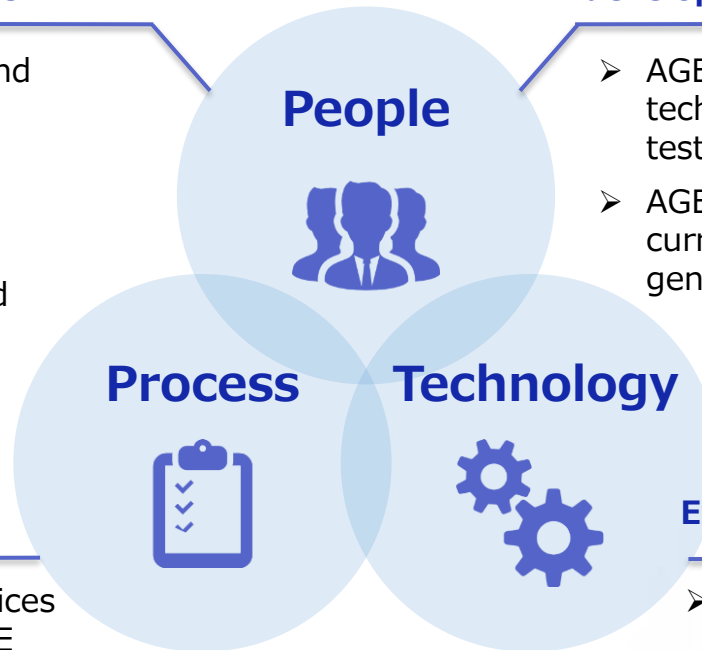 nd
People
➢ AGE
tech
test
➢ AGE
curr
gen
d
Process
Technology
E
ices
➢
E